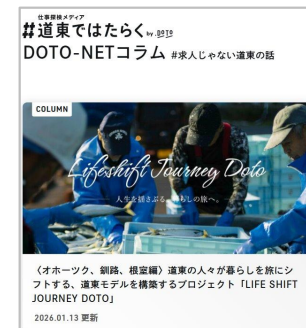 仕事探検メディア
#道東ではたらく by .DOTO
DOTO-NETコラム #求人じゃない道東の話
COLUMN
Lifeshift Journey Doto
人生を揺さぶる、暮らしの旅へ。
〈オホーツク、釧路、根室編〉道東の人々が暮らしを旅にシ
フトする、道東モデルを構築するプロジェクト「LIFE SHIFT
JOURNEY DOTO」
2026.01.13 更新